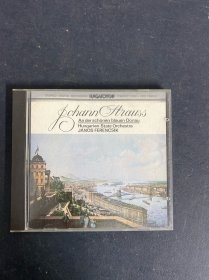 HUNGAROTON
Johann Strauss
An der schönen blauen Donau
Hungarian State Orchestra
JÁNOS FERENCSIK